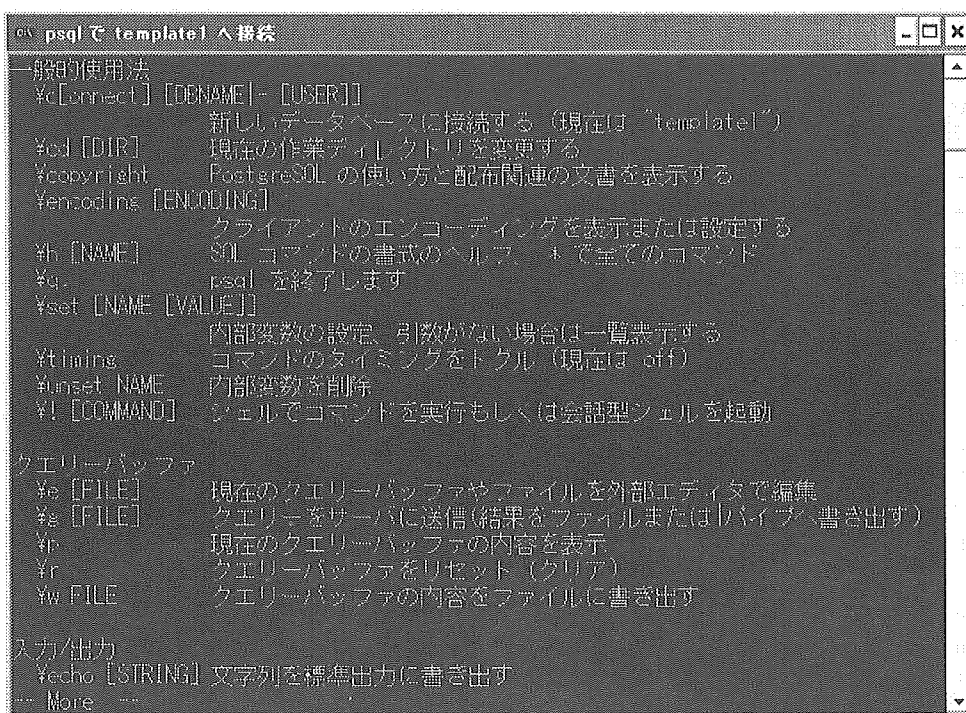 psql で template1 へ接続
一般的使用法
¥c[onnect] [DBNAME|- [USER]]
新しいデータベースに接続する (現在は "template1")
¥cd [DIR] 現在の作業ディレクトリを変更する
¥copyright PostgreSQL の使い方と配布関連の文書を表示する
¥encoding [ENCODING]
クライアントのエンコーディングを表示または設定する
¥h [NAME] SQL コマンドの書式のヘルプ、 * で全てのコマンド
¥q psql を終了します
¥set [NAME [VALUE]]
内部変数の設定、引数がない場合は一覧表示する
¥timing コマンドのタイミングをトグル (現在は off)
¥unset NAME 内部変数を削除
¥! [COMMAND] シェルでコマンドを実行もしくは会話型シェルを起動
クエリーバッファ
¥e [FILE] 現在のクエリーバッファやファイルを外部エディタで編集
¥g [FILE] クエリーをサーバに送信(結果をファイルまたは|パイプへ書き出す)
¥p 現在のクエリーバッファの内容を表示
¥r クエリーバッファをリセット (クリア)
¥w FILE クエリーバッファの内容をファイルに書き出す
入力/出力
¥echo [STRING] 文字列を標準出力に書き出す
-- More --